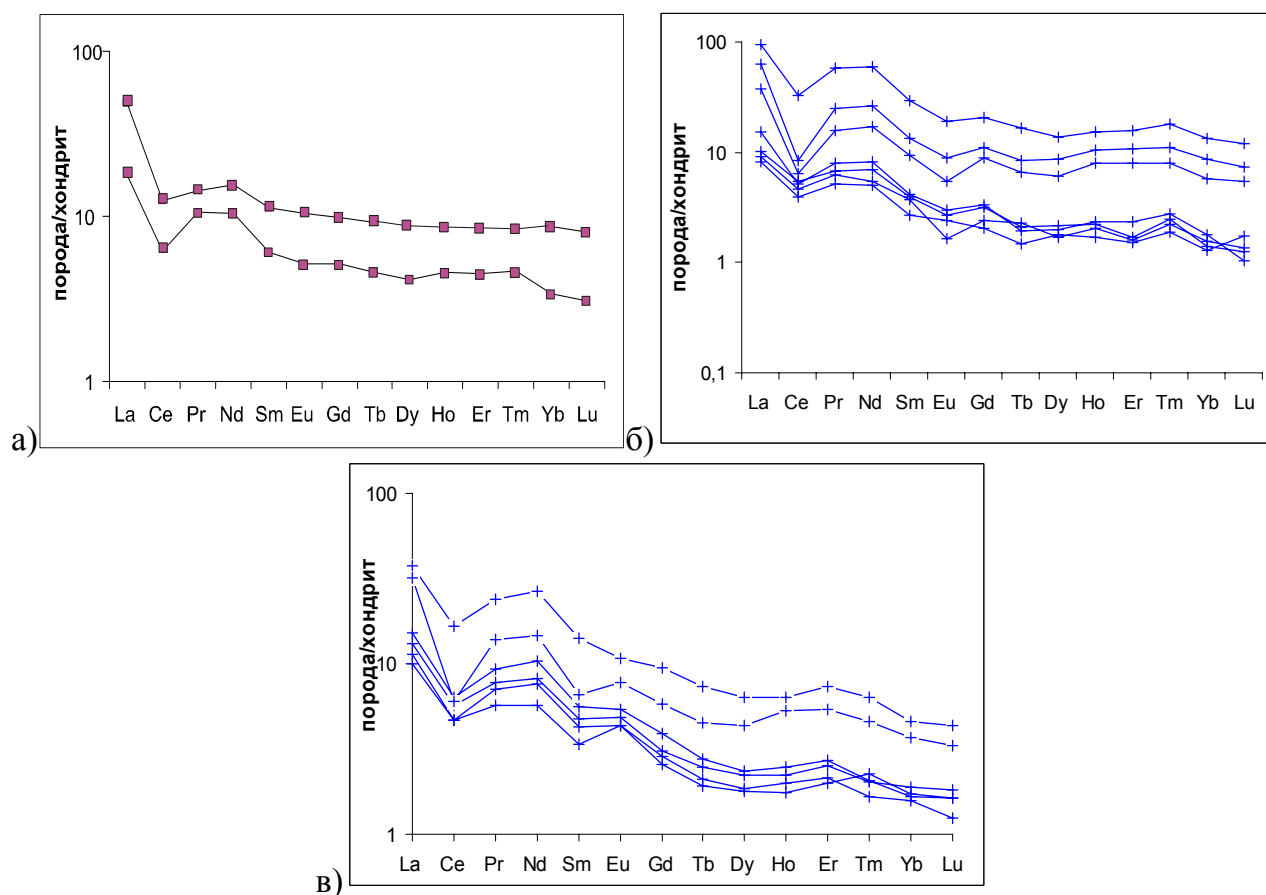 100
10
1
порода/хондрит
La Ce Pr Nd Sm Eu Gd Tb Dy Ho Er Tm Yb Lu
а)
100
10
1
0,1
порода/хондрит
La Ce Pr Nd Sm Eu Gd Tb Dy Ho Er Tm Yb Lu
б)
100
10
1
порода/хондрит
La Ce Pr Nd Sm Eu Gd Tb Dy Ho Er Tm Yb Lu
в)